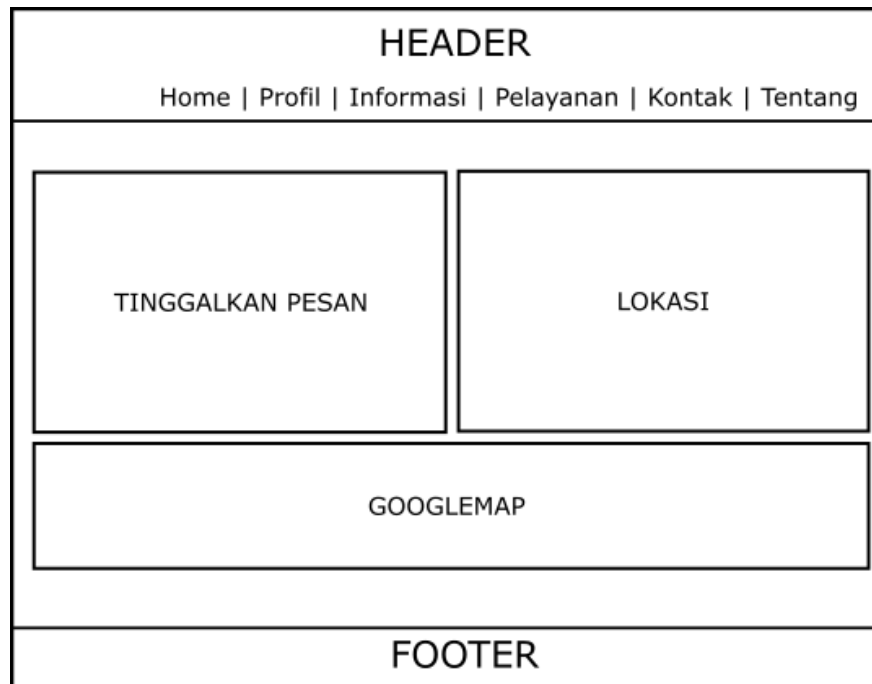 HEADER
Home | Profil | Informasi | Pelayanan | Kontak | Tentang
TINGGALKAN PESAN
LOKASI
GOOGLEMAP
FOOTER